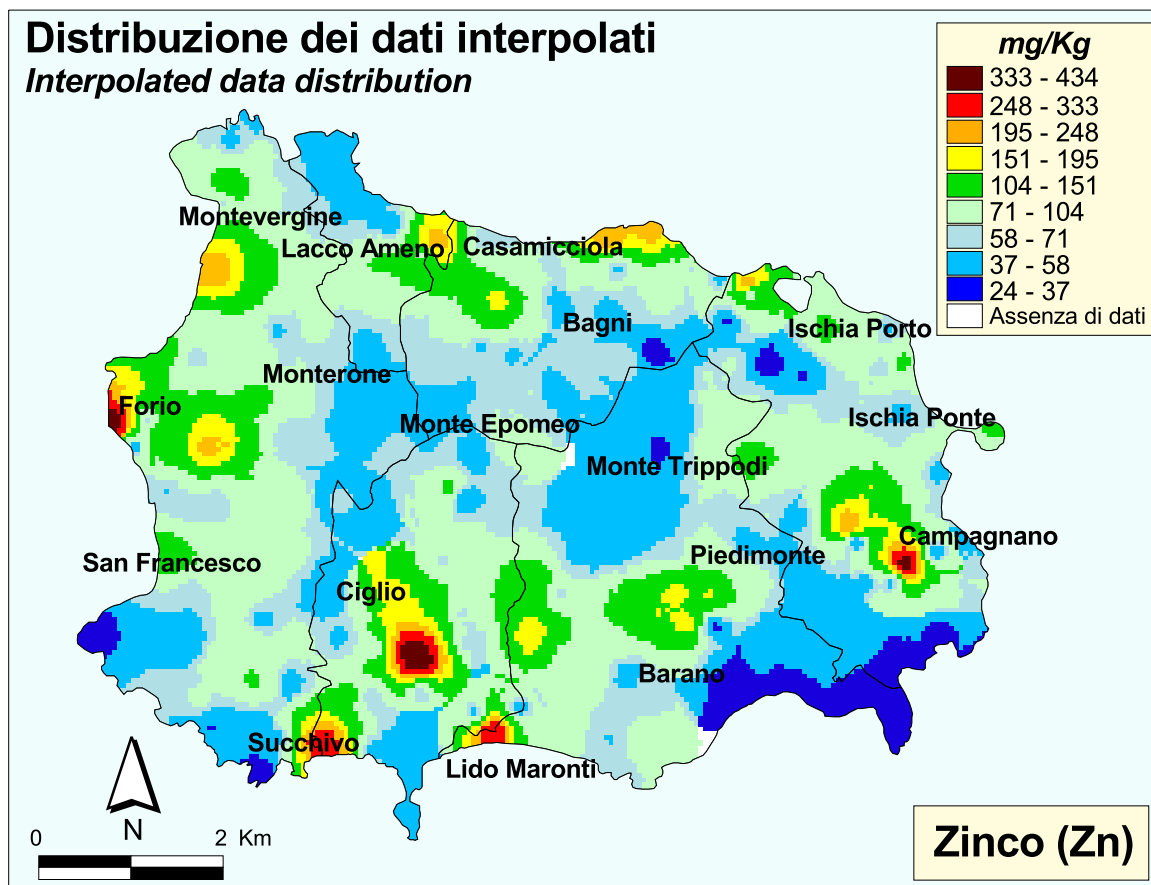 Distribuzione dei dati interpolati
Interpolated data distribution
mg/Kg
333 - 434
248 - 333
195 - 248
151 - 195
104 - 151
71 - 104
58 - 71
37 - 58
24 - 37
Assenza di dati
Montevergine
Lacco Ameno
Casamicciola
Bagni
Ischia Porto
Monterone
Forio
Monte Epomeo
Ischia Ponte
Monte Trippodi
Campagnano
Piedimonte
San Francesco
Ciglio
Barano
Succhivo
Lido Maronti
N
0 2 Km
Zinco (Zn)